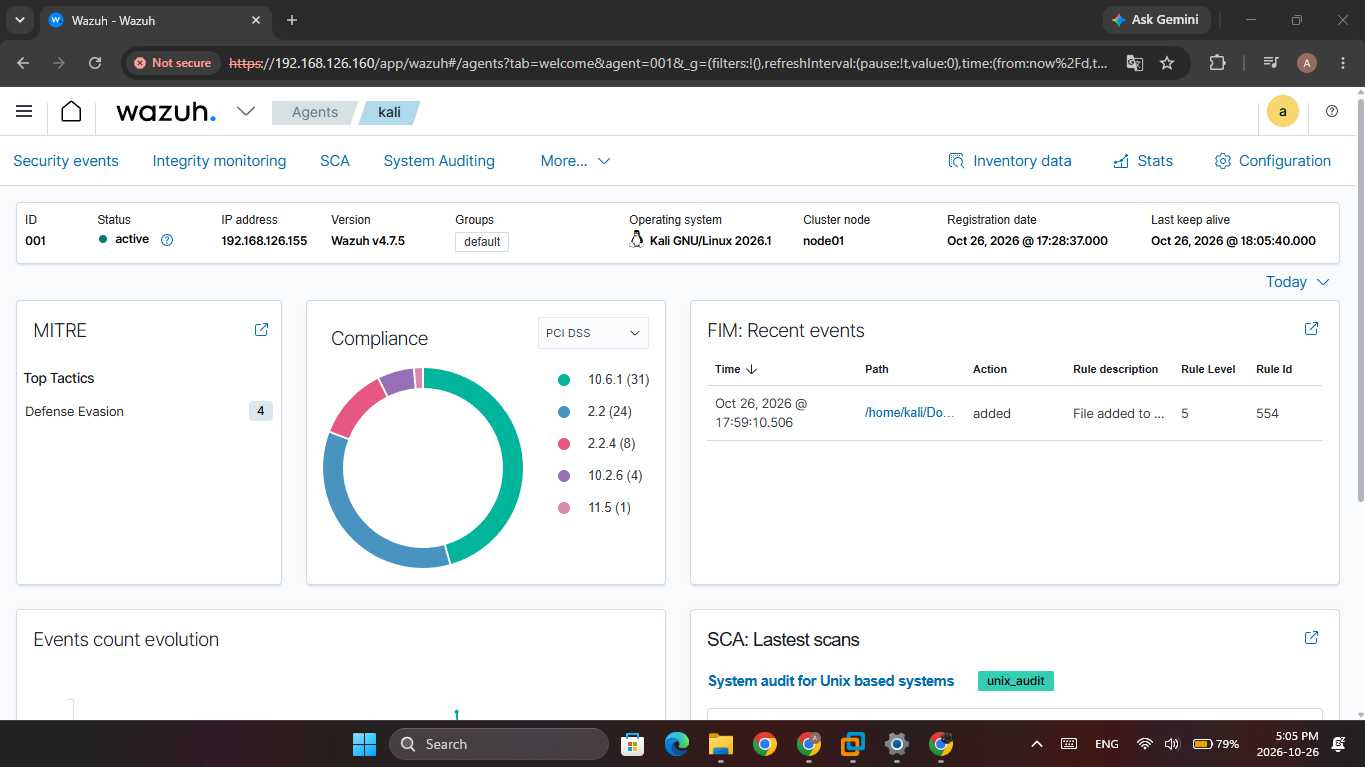 Wazuh - Wazuh
Ask Gemini
Not secure https://192.168.126.160/app/wazuh#/agents?tab=welcome&agent=001&_g=(filters:!(),refreshInterval:(pause:!t,value:0),time:(from:now%2Fd,t...
A
wazuh. Agents kali a
Security events Integrity monitoring SCA System Auditing More... Inventory data Stats Configuration
ID Status IP address Version Groups Operating system Cluster node Registration date Last keep alive
001 active 192.168.126.155 Wazuh v4.7.5 default Kali GNU/Linux 2026.1 node01 Oct 26, 2026 @ 17:28:37.000 Oct 26, 2026 @ 18:05:40.000
Today
MITRE
Top Tactics
Defense Evasion 4
Compliance PCI DSS
10.6.1 (31)
2.2 (24)
2.2.4 (8)
10.2.6 (4)
11.5 (1)
FIM: Recent events
Time Path Action Rule description Rule Level Rule Id
Oct 26, 2026 @
17:59:10.506 /home/kali/Do... added File added to ... 5 554
Events count evolution
SCA: Lastest scans
System audit for Unix based systems unix_audit
Search
ENG
79%
5:05 PM
2026-10-26